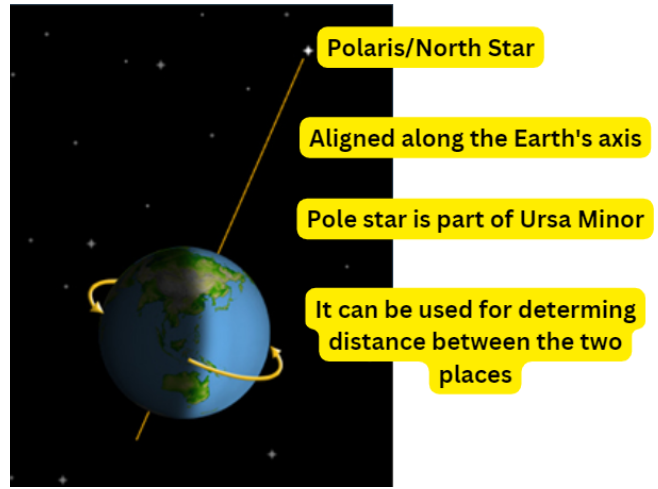 Polaris/North Star
Aligned along the Earth's axis
Pole star is part of Ursa Minor
It can be used for determing
distance between the two
places